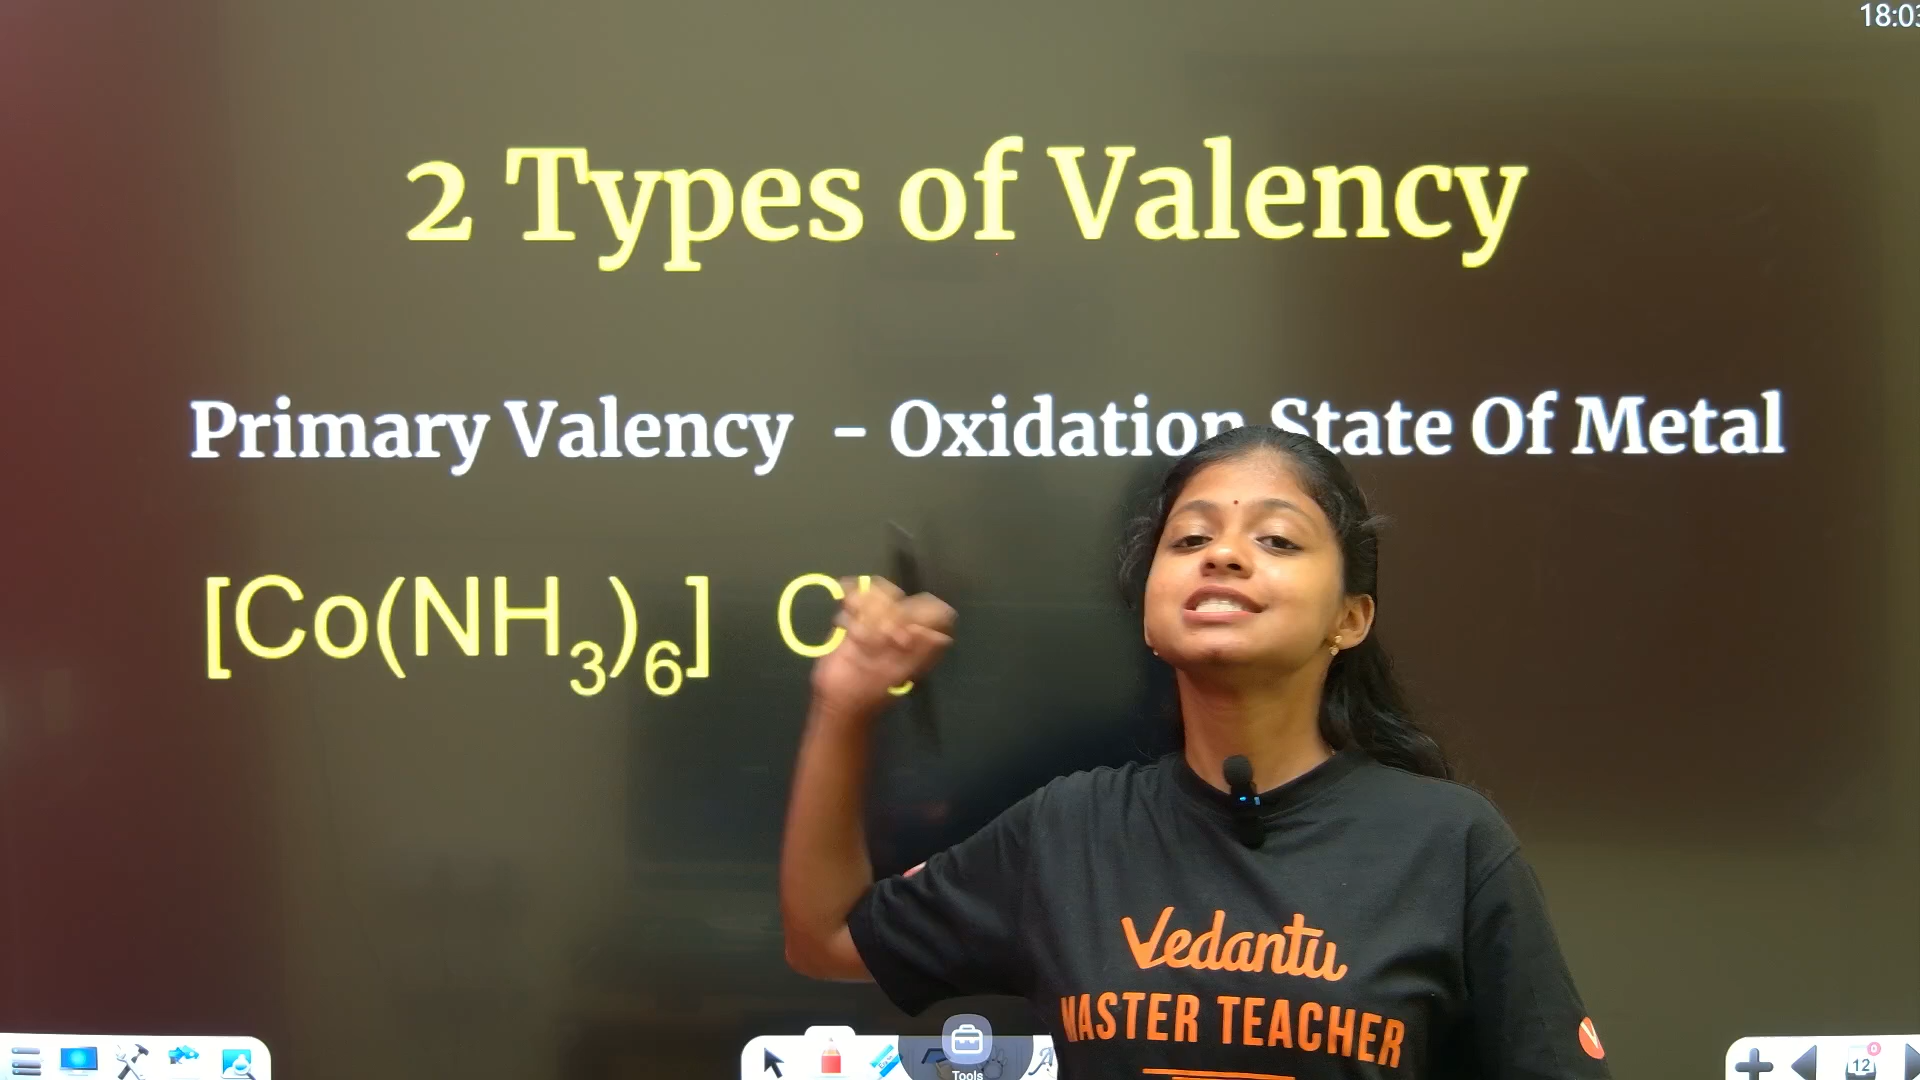 18:03
2 Types of Valency
Primary Valency - Oxidation State Of Metal
[Co(NH3)6]
Vedantu
MASTER TEACHER
V
Tools
12
0